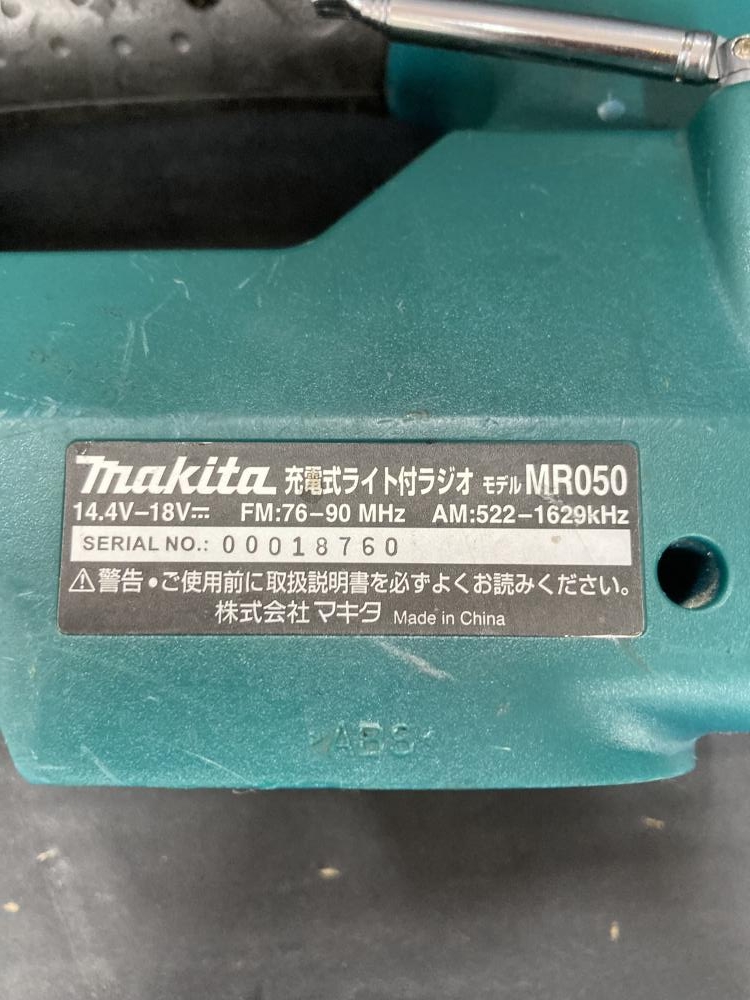 makita 充電式ライト付ラジオ モデル MR050
14.4V–18V⎓ FM:76–90 MHz AM:522–1629kHz
SERIAL NO.: 00018760
⚠警告・ご使用前に取扱説明書を必ずよくお読みください。
株式会社マキタ Made in China
>ABS<